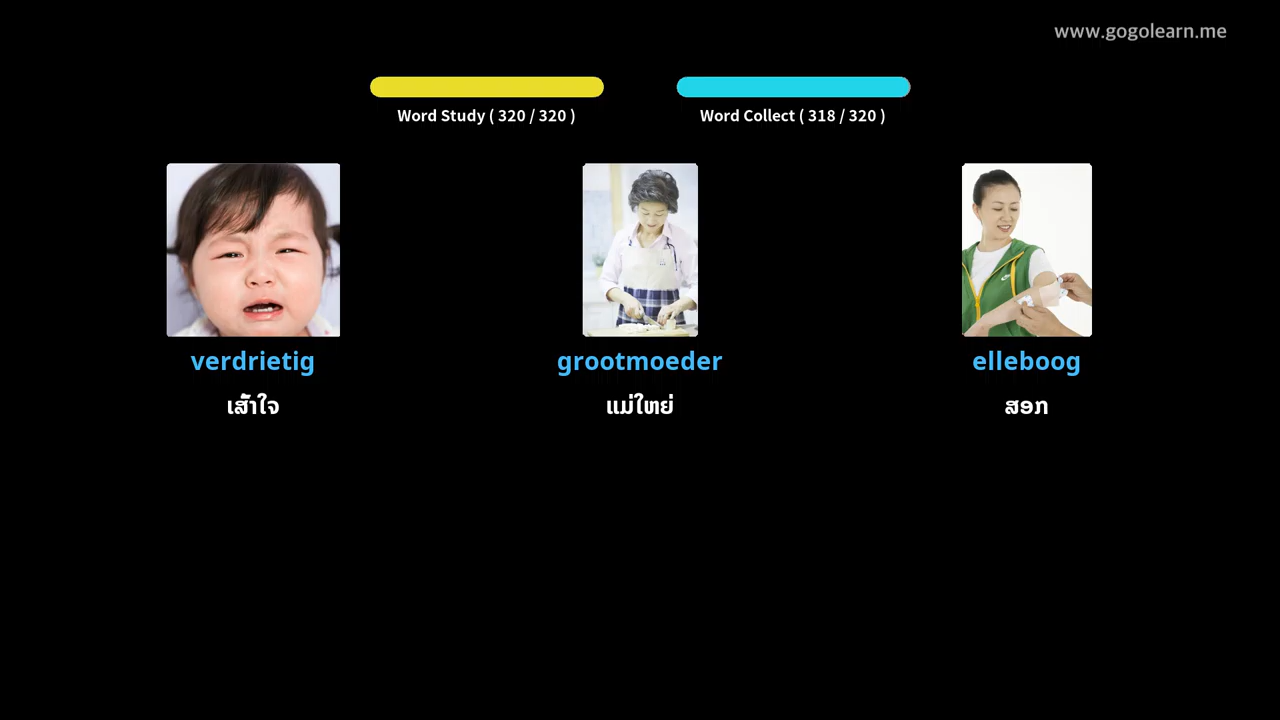 www.gogolearn.me
Word Study ( 320 / 320 )
Word Collect ( 318 / 320 )
verdrietig
grootmoeder
elleboog
ເສົ້າໃຈ
ແມ່ໃຫຍ່
ສອກ